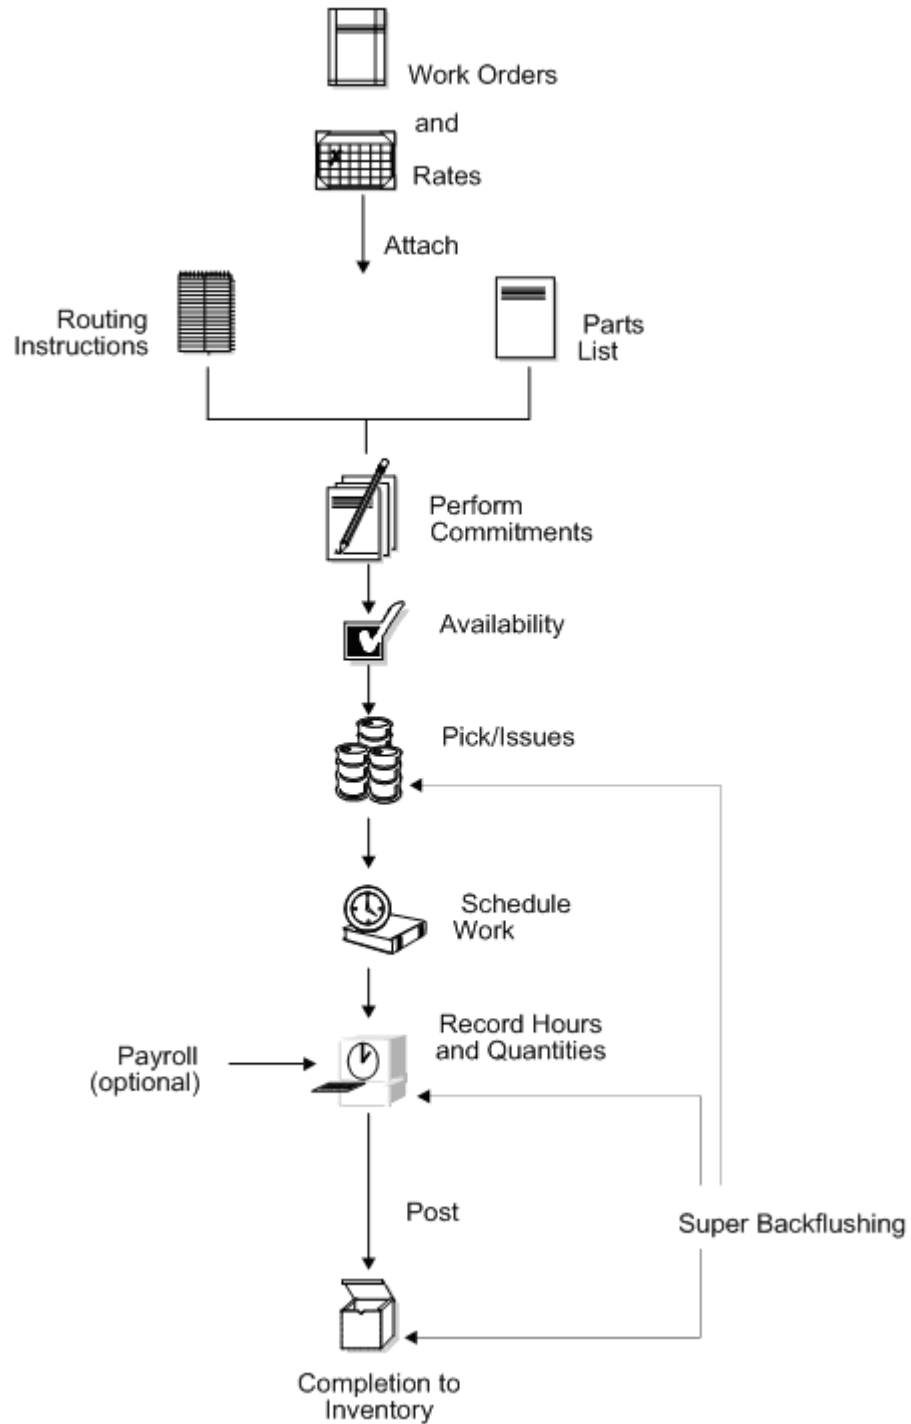 Work Orders
and
Rates
Attach
Routing
Instructions
Parts
List
Perform
Commitments
Availability
Pick/Issues
Schedule
Work
Record Hours
and Quantities
Payroll
(optional)
Post
Super Backflushing
Completion to
Inventory